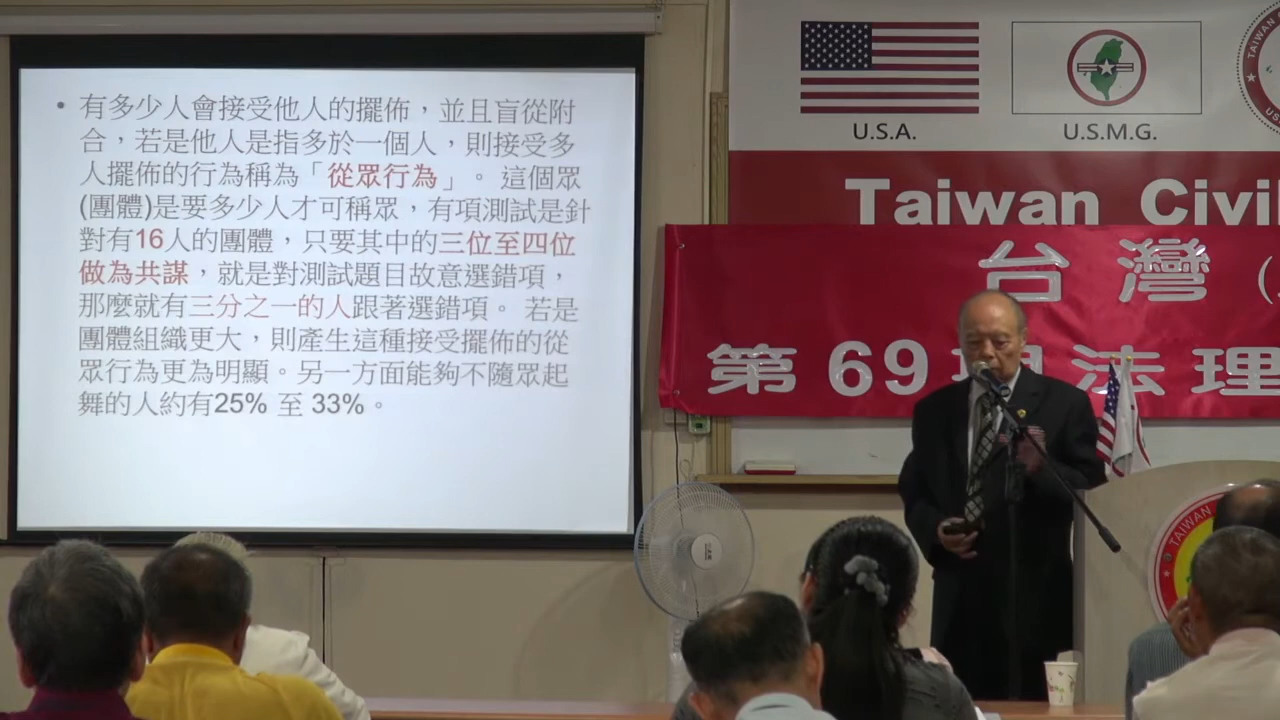 • 有多少人會接受他人的擺佈，並且盲從附
合，若是他人是指多於一個人，則接受多
人擺佈的行為稱為「從眾行為」。 這個眾
(團體)是要多少人才可稱眾，有項測試是針
對有16人的團體，只要其中的三位至四位
做為共謀，就是對測試題目故意選錯項，
那麼就有三分之一的人跟著選錯項。 若是
團體組織更大，則產生這種接受擺佈的從
眾行為更為明顯。另一方面能夠不隨眾起
舞的人約有25% 至 33%。
U.S.A.
U.S.M.G.
Taiwan Civil
台灣（
第69期法理
TAIWAN